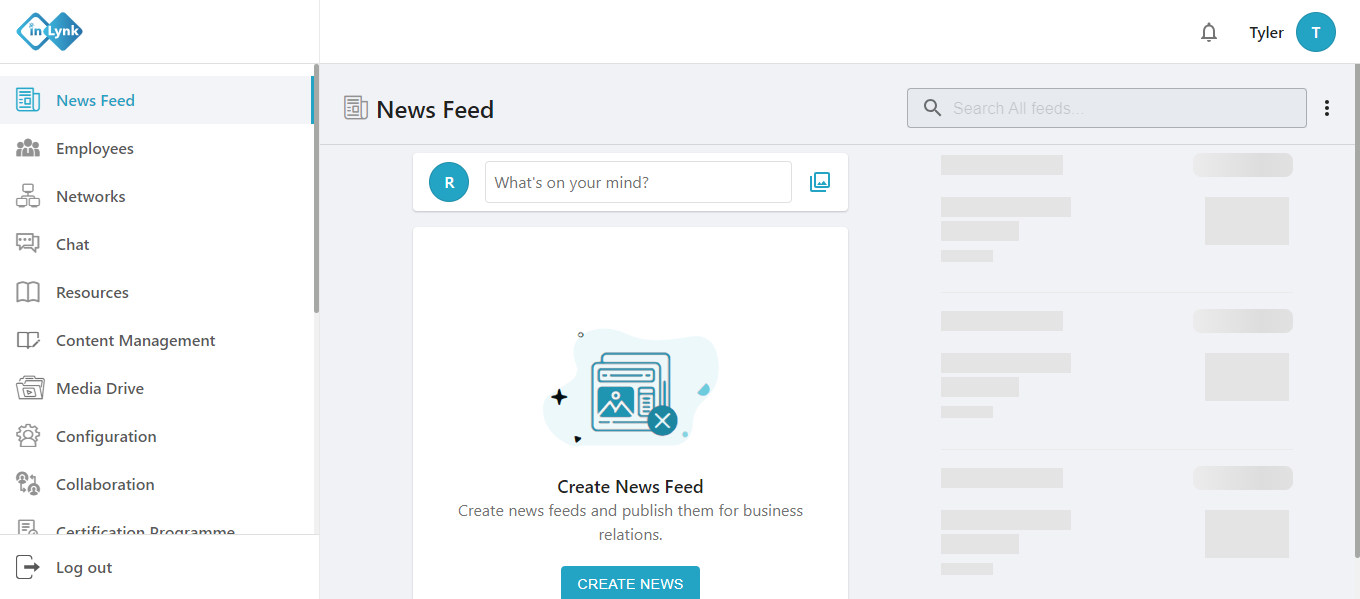 in Lynk
Tyler
T
News Feed
Employees
Networks
Chat
Resources
Content Management
Media Drive
Configuration
Collaboration
Certification Programme
Log out
News Feed
Search All feeds...
R
What's on your mind?
Create News Feed
Create news feeds and publish them for business
relations.
CREATE NEWS